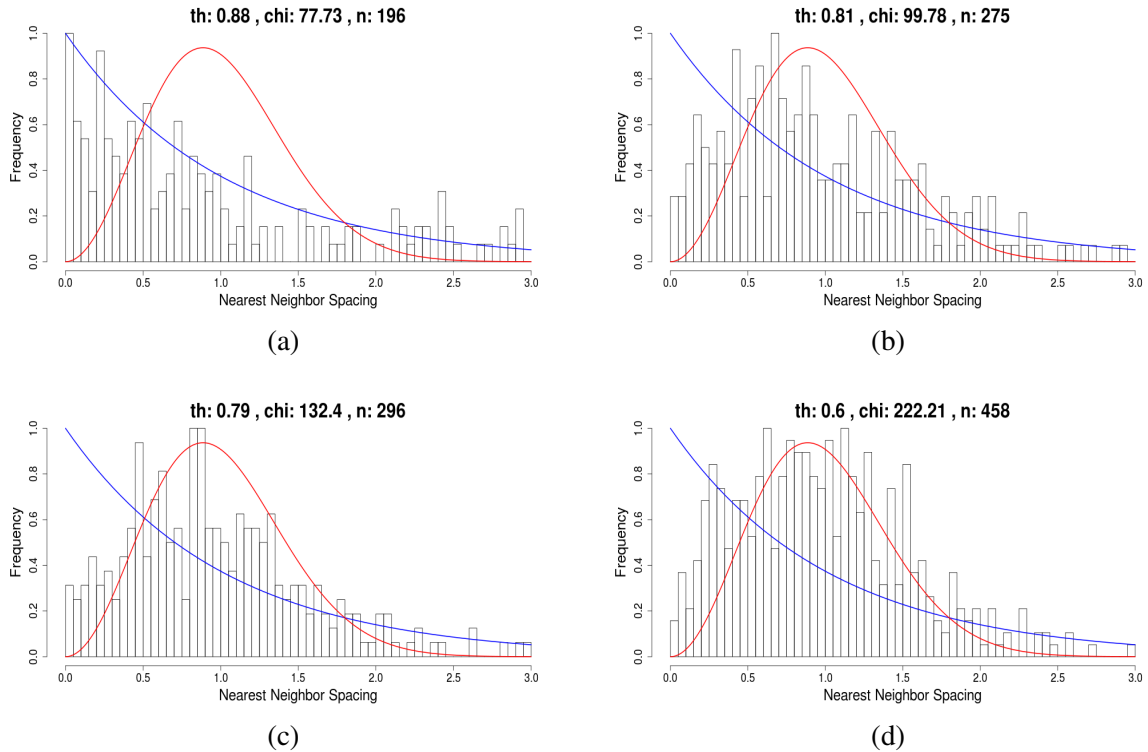 th: 0.88 , chi: 77.73 , n: 196
Frequency
1.0
0.8
0.6
0.4
0.2
0.0
0.0 0.5 1.0 1.5 2.0 2.5 3.0
Nearest Neighbor Spacing
(a)
th: 0.81 , chi: 99.78 , n: 275
Frequency
1.0
0.8
0.6
0.4
0.2
0.0
0.0 0.5 1.0 1.5 2.0 2.5 3.0
Nearest Neighbor Spacing
(b)
th: 0.79 , chi: 132.4 , n: 296
Frequency
1.0
0.8
0.6
0.4
0.2
0.0
0.0 0.5 1.0 1.5 2.0 2.5 3.0
Nearest Neighbor Spacing
(c)
th: 0.6 , chi: 222.21 , n: 458
Frequency
1.0
0.8
0.6
0.4
0.2
0.0
0.0 0.5 1.0 1.5 2.0 2.5 3.0
Nearest Neighbor Spacing
(d)